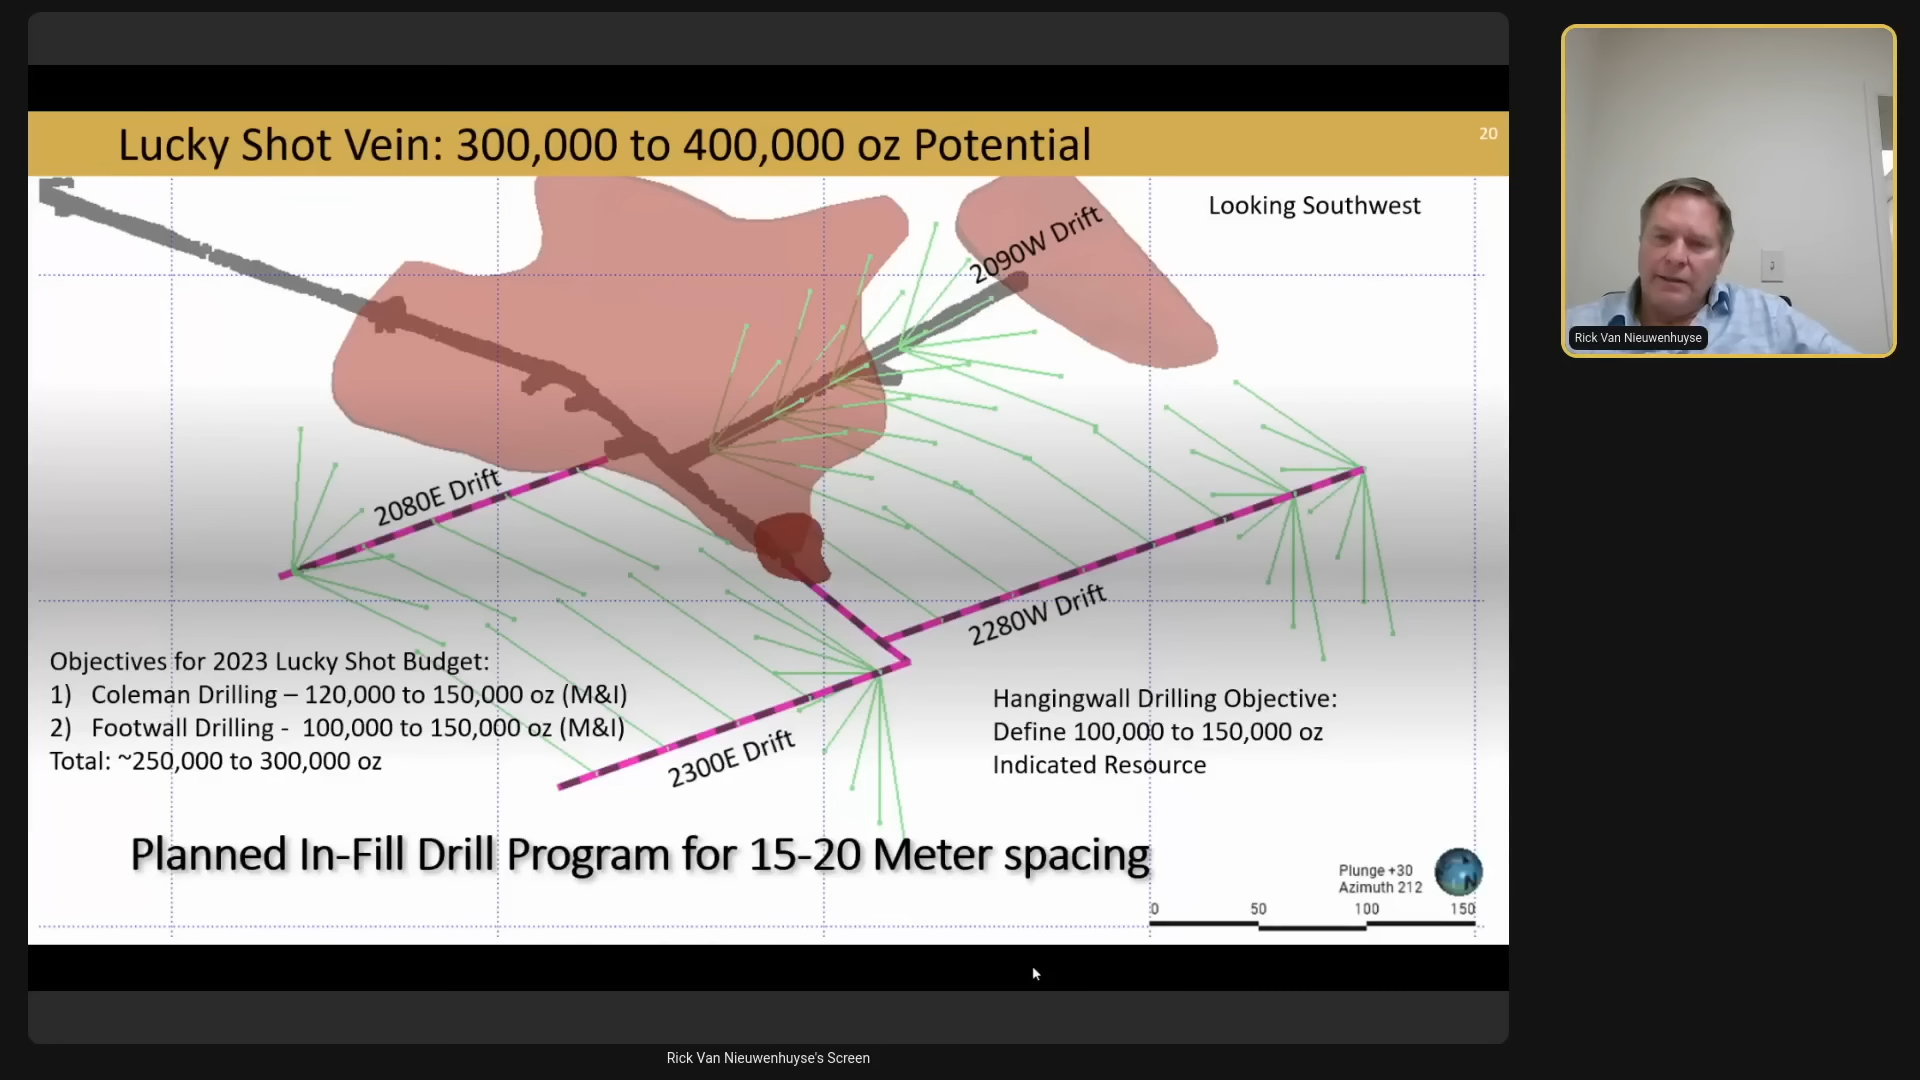 Lucky Shot Vein: 300,000 to 400,000 oz Potential
20
Looking Southwest
2090W Drift
2080E Drift
2280W Drift
2300E Drift
Objectives for 2023 Lucky Shot Budget:
1) Coleman Drilling – 120,000 to 150,000 oz (M&I)
2) Footwall Drilling - 100,000 to 150,000 oz (M&I)
Total: ~250,000 to 300,000 oz
Hangingwall Drilling Objective:
Define 100,000 to 150,000 oz
Indicated Resource
Planned In-Fill Drill Program for 15-20 Meter spacing
Plunge +30
Azimuth 212
N
0 50 100 150
Rick Van Nieuwenhuyse
Rick Van Nieuwenhuyse's Screen